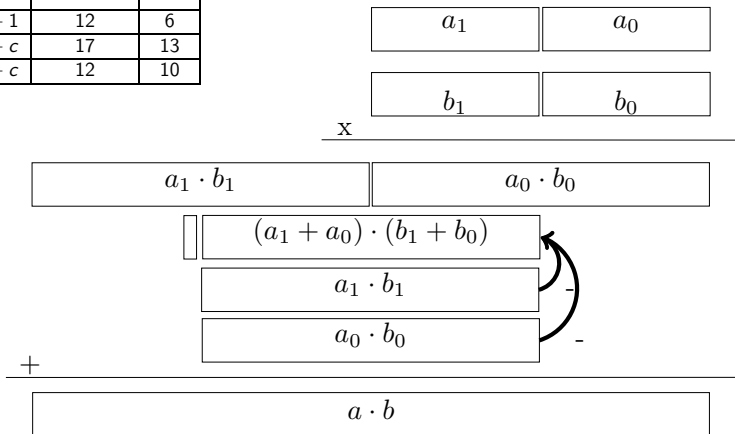 - 1 12 6
- c 17 13
- c 12 10
a₁ a₀
b₁ b₀
x
a₁ · b₁ a₀ · b₀
(a₁ + a₀) · (b₁ + b₀)
a₁ · b₁ -
a₀ · b₀ -
+
a · b